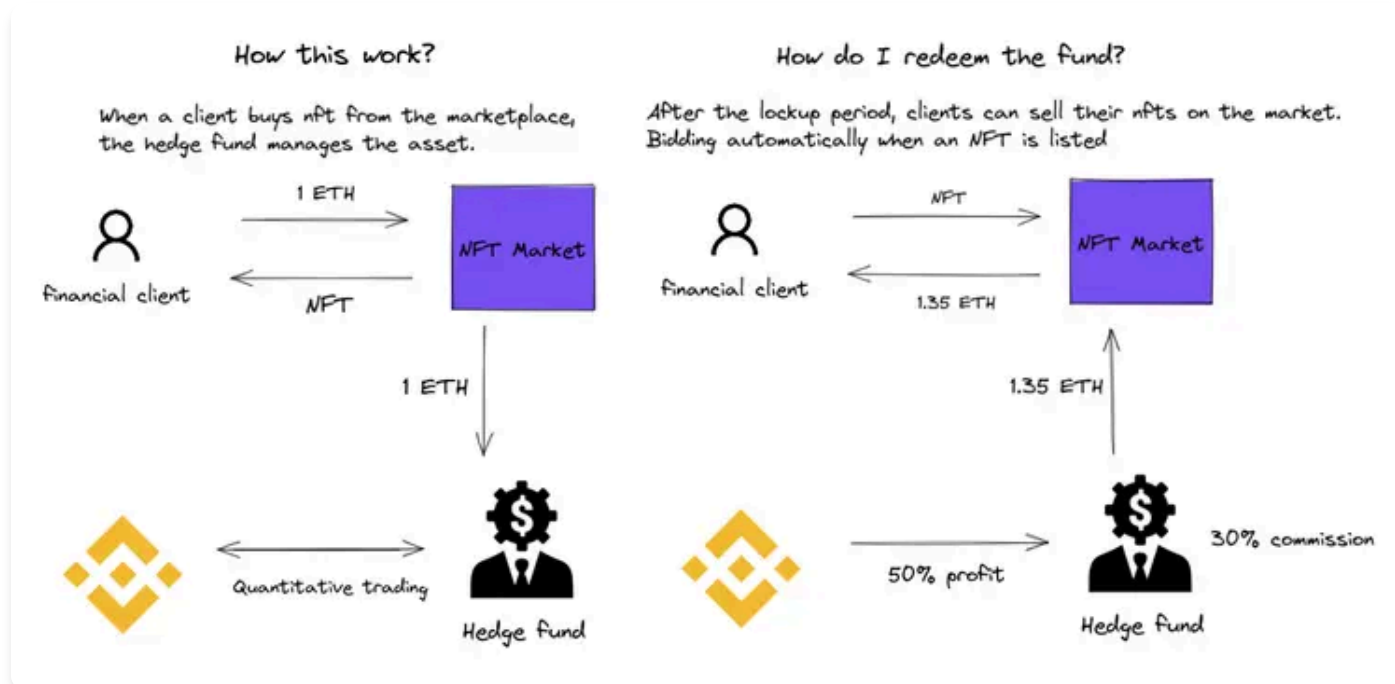 How this work?
When a client buys nft from the marketplace,
the hedge fund manages the asset.
1 ETH
NFT Market
financial client
NFT
1 ETH
Quantitative trading
Hedge fund
How do I redeem the fund?
After the lockup period, clients can sell their nfts on the market.
Bidding automatically when an NFT is listed
NFT
NFT Market
financial client
1.35 ETH
1.35 ETH
50% profit
30% commission
Hedge fund